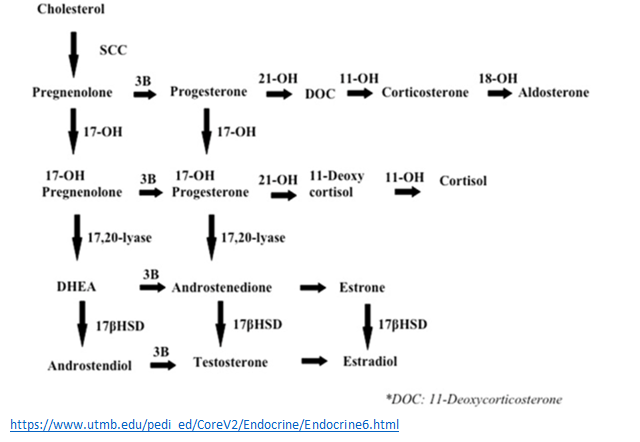 Cholesterol
SCC
3B 21-OH 11-OH 18-OH
Pregnenolone Progesterone DOC Corticosterone Aldosterone
17-OH 17-OH
17-OH 3B 17-OH 21-OH 11-Deoxy 11-OH Cortisol
Pregnenolone Progesterone cortisol
17,20-lyase 17,20-lyase
3B
DHEA Androstenedione Estrone
17βHSD 17βHSD 17βHSD
3B
Androstendiol Testosterone Estradiol
*DOC: 11-Deoxycorticosterone
https://www.utmb.edu/pedi_ed/CoreV2/Endocrine/Endocrine6.html